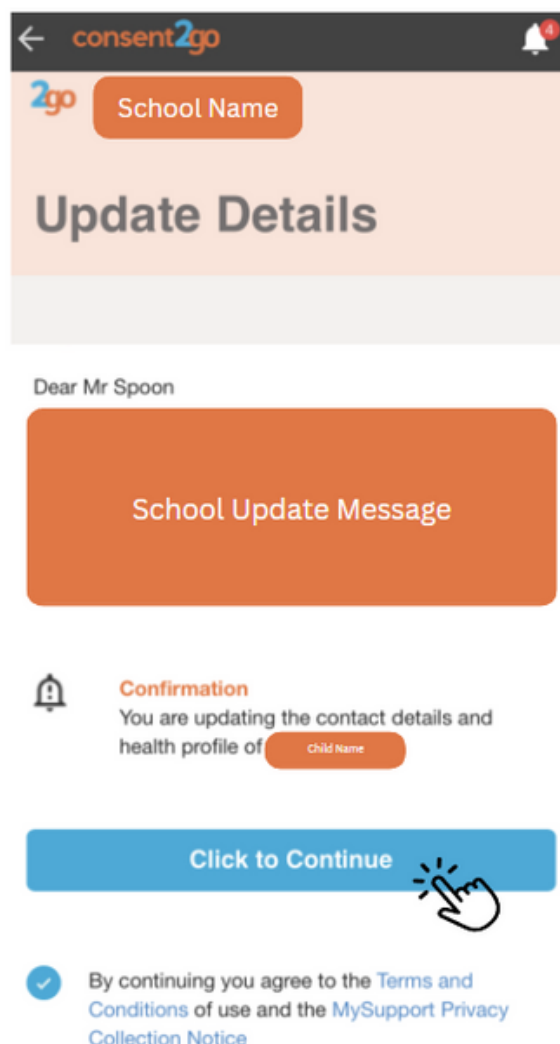 consent2go
4
2go School Name
Update Details
Dear Mr Spoon
School Update Message
Confirmation
You are updating the contact details and
health profile of Child Name
Click to Continue
By continuing you agree to the Terms and
Conditions of use and the MySupport Privacy
Collection Notice